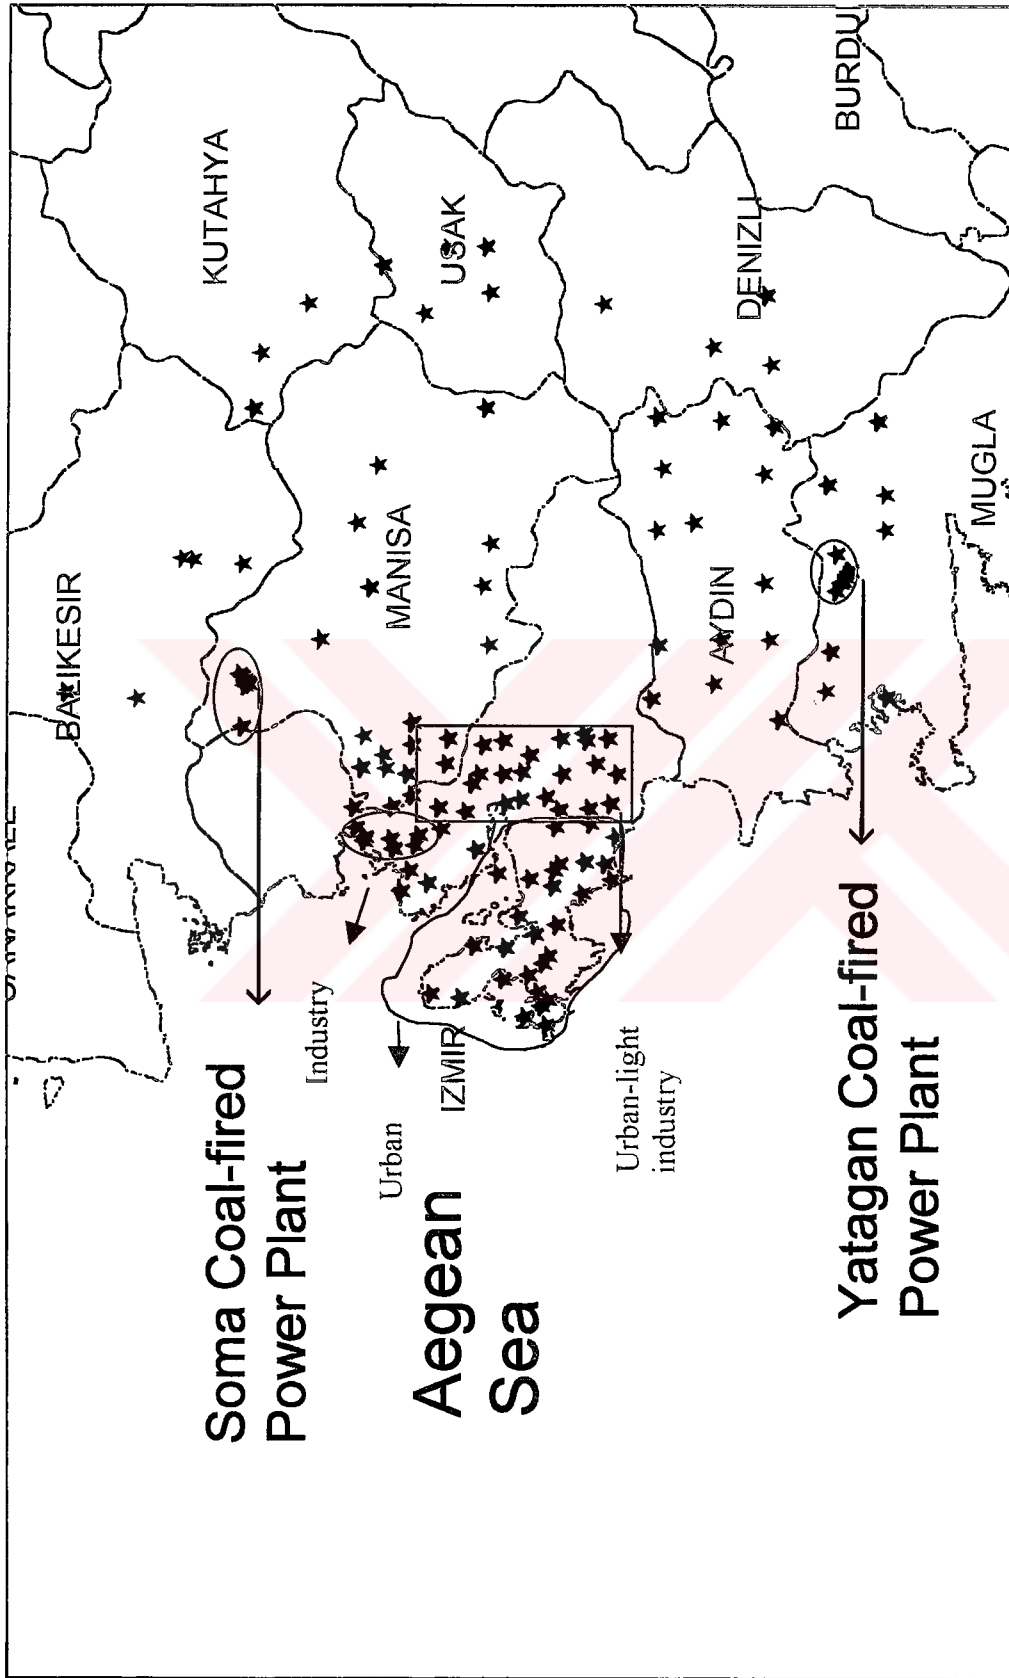 BALIKESIR
KUTAHYA
MANISA
USAK
IZMIR
AYDIN
DENIZLI
MUGLA
Soma Coal-fired
Power Plant
Industry
Urban
Aegean
Sea
Urban-light
industry
Yatagan Coal-fired
Power Plant